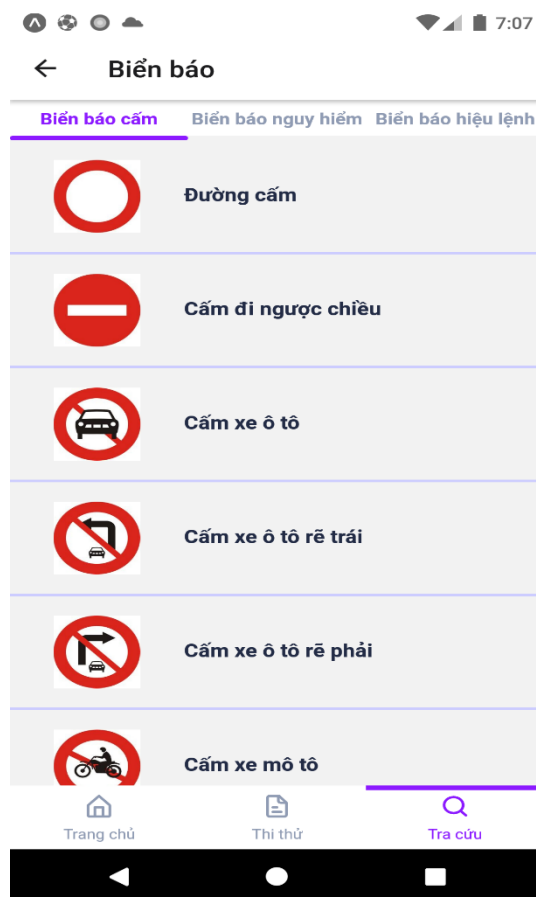 7:07
Biển báo
Biển báo cấm Biển báo nguy hiểm Biển báo hiệu lệnh
Đường cấm
Cấm đi ngược chiều
Cấm xe ô tô
Cấm xe ô tô rẽ trái
Cấm xe ô tô rẽ phải
Cấm xe mô tô
Trang chủ Thi thử Tra cứu